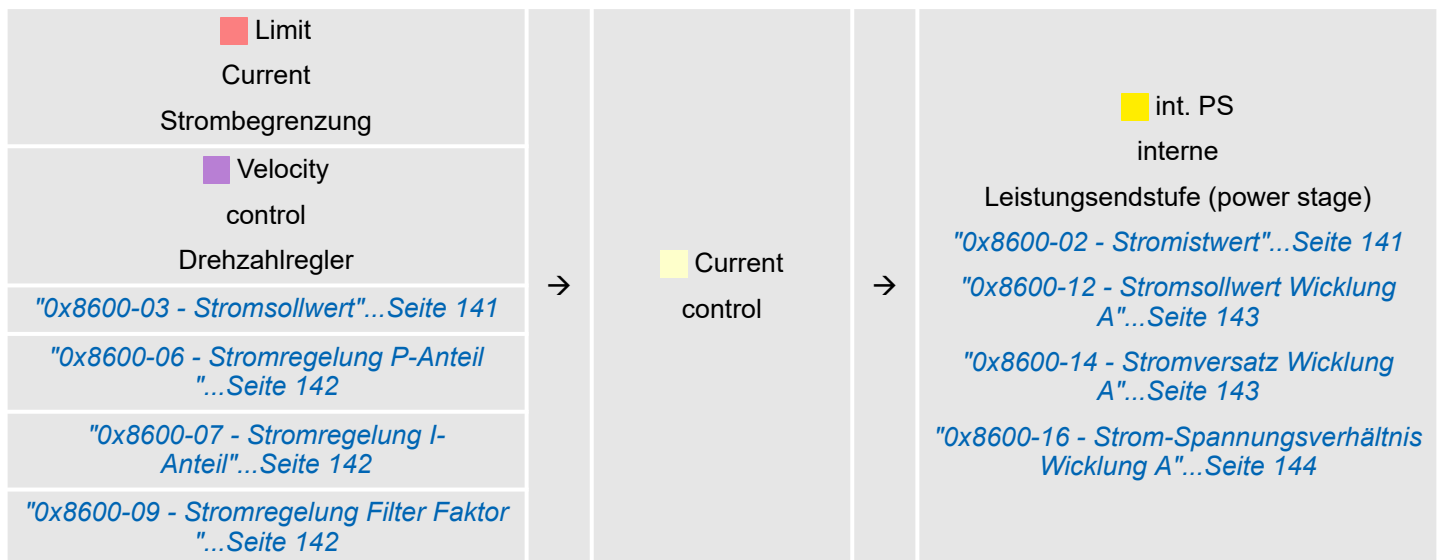 Limit
Current
Strombegrenzung
Velocity
control
Drehzahlregler
"0x8600-03 - Stromsollwert"...Seite 141
"0x8600-06 - Stromregelung P-Anteil
"...Seite 142
"0x8600-07 - Stromregelung I-
Anteil"...Seite 142
"0x8600-09 - Stromregelung Filter Faktor
"...Seite 142
→
Current
control
→
int. PS
interne
Leistungsendstufe (power stage)
"0x8600-02 - Stromistwert"...Seite 141
"0x8600-12 - Stromsollwert Wicklung
A"...Seite 143
"0x8600-14 - Stromversatz Wicklung
A"...Seite 143
"0x8600-16 - Strom-Spannungsverhältnis
Wicklung A"...Seite 144